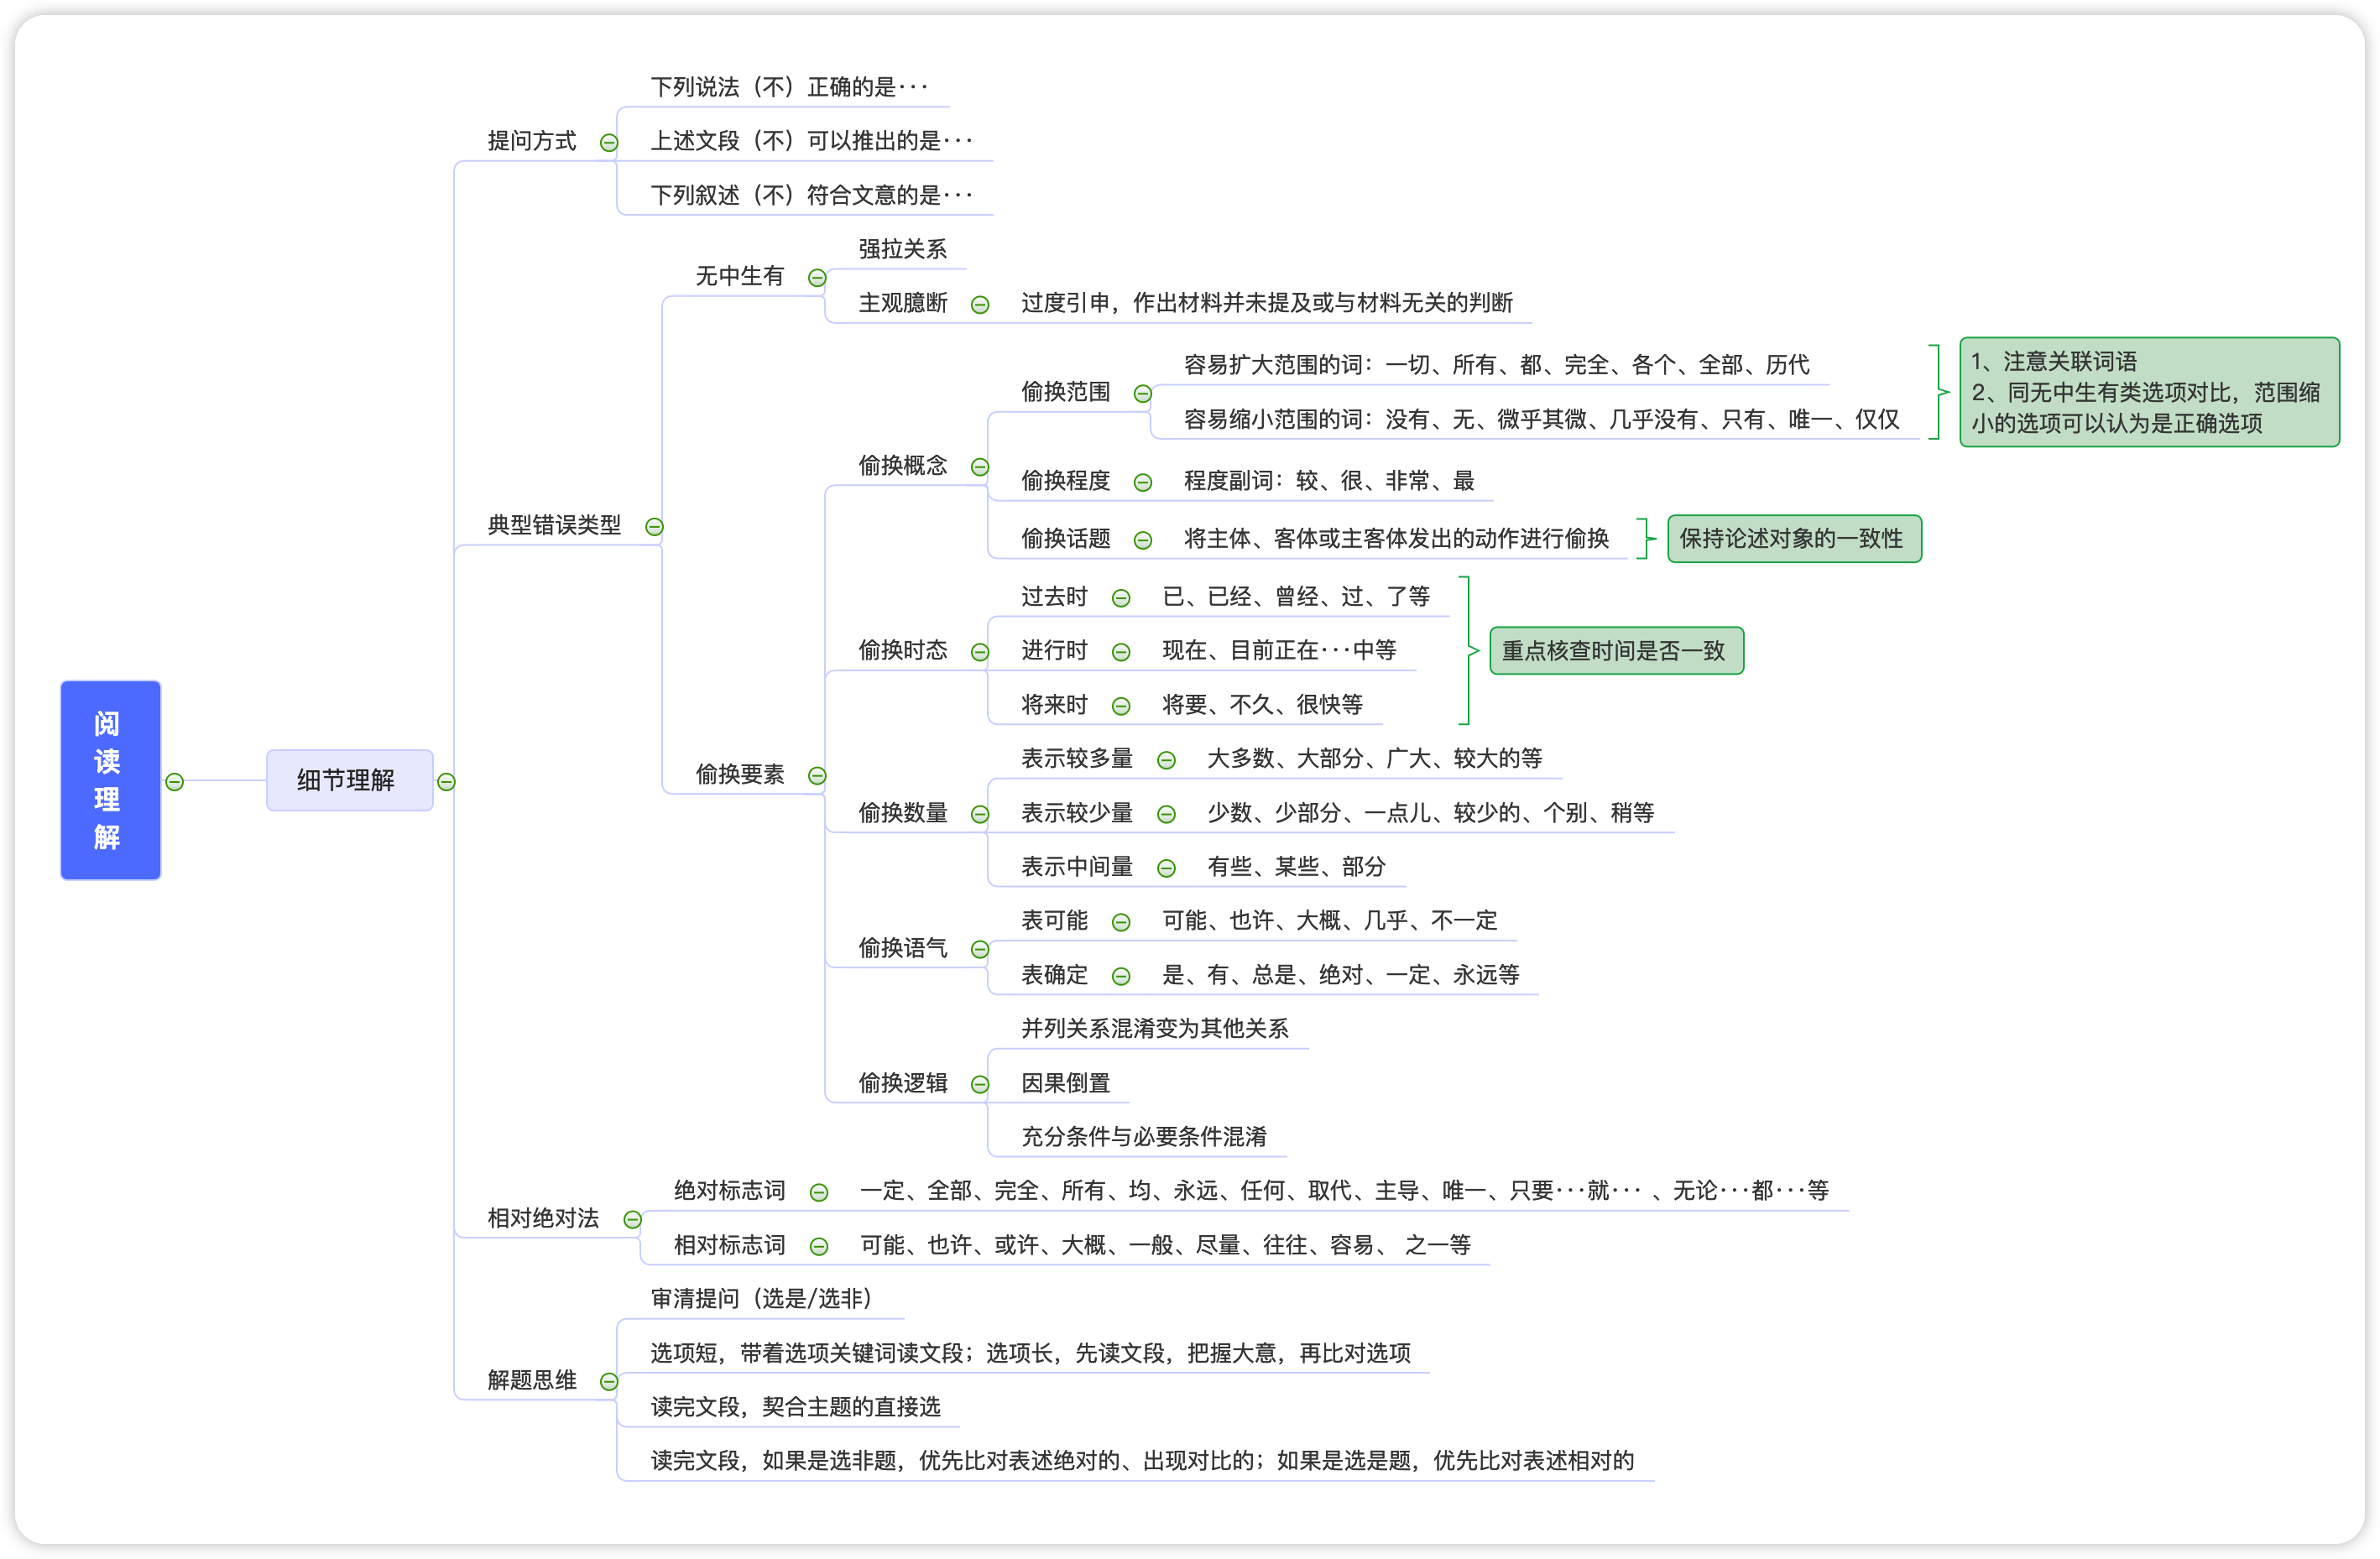 阅
读
理
解
细节理解
提问方式
下列说法（不）正确的是···
上述文段（不）可以推出的是···
下列叙述（不）符合文意的是···
典型错误类型
无中生有
强拉关系
主观臆断
过度引申，作出材料并未提及或与材料无关的判断
偷换要素
偷换概念
偷换范围
容易扩大范围的词：一切、所有、都、完全、各个、全部、历代
容易缩小范围的词：没有、无、微乎其微、几乎没有、只有、唯一、仅仅
1、注意关联词语
2、同无中生有类选项对比，范围缩
小的选项可以认为是正确选项
偷换程度
程度副词：较、很、非常、最
偷换话题
将主体、客体或主客体发出的动作进行偷换
保持论述对象的一致性
偷换时态
过去时
已、已经、曾经、过、了等
进行时
现在、目前正在···中等
将来时
将要、不久、很快等
重点核查时间是否一致
偷换数量
表示较多量
大多数、大部分、广大、较大的等
表示较少量
少数、少部分、一点儿、较少的、个别、稍等
表示中间量
有些、某些、部分
偷换语气
表可能
可能、也许、大概、几乎、不一定
表确定
是、有、总是、绝对、一定、永远等
偷换逻辑
并列关系混淆变为其他关系
因果倒置
充分条件与必要条件混淆
相对绝对法
绝对标志词
一定、全部、完全、所有、均、永远、任何、取代、主导、唯一、只要···就··· 、无论···都···等
相对标志词
可能、也许、或许、大概、一般、尽量、往往、容易、 之一等
解题思维
审清提问（选是/选非）
选项短，带着选项关键词读文段；选项长，先读文段，把握大意，再比对选项
读完文段，契合主题的直接选
读完文段，如果是选非题，优先比对表述绝对的、出现对比的；如果是选是题，优先比对表述相对的